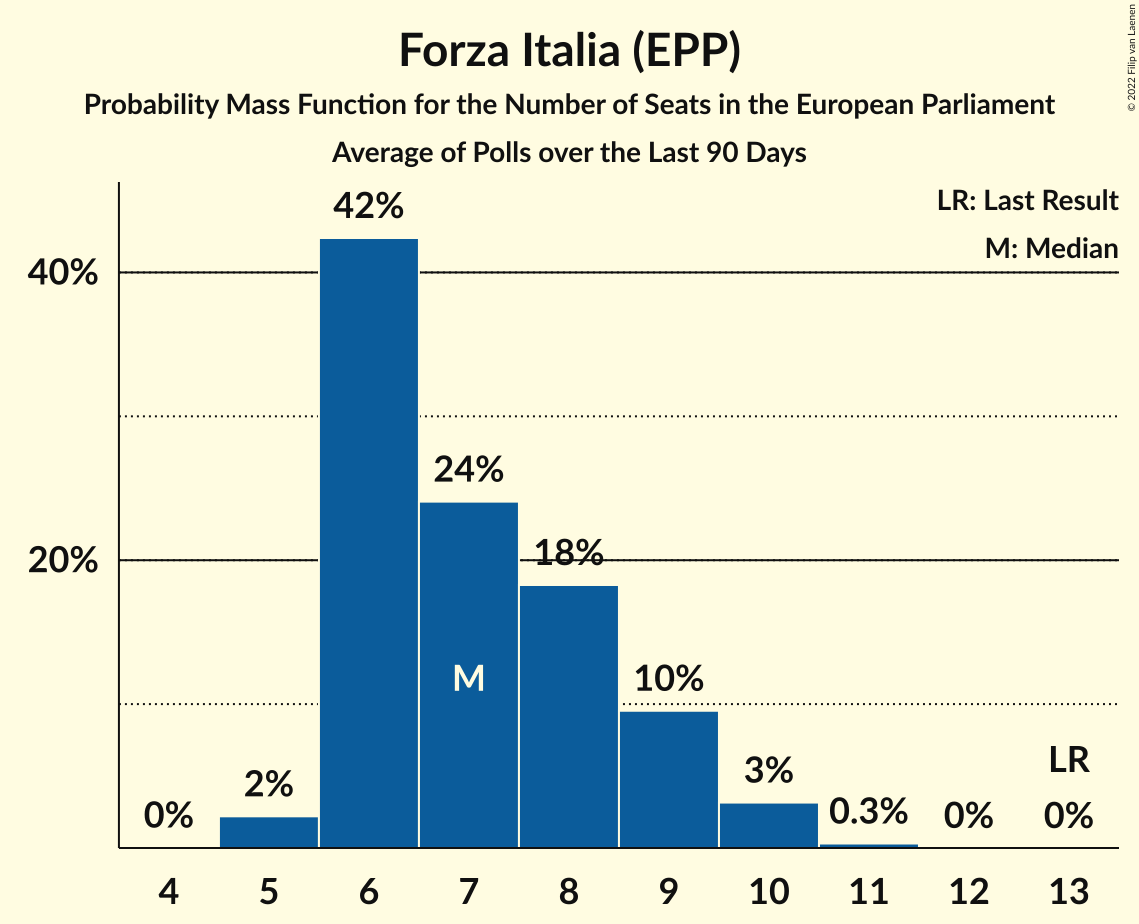 Forza Italia (EPP)
Probability Mass Function for the Number of Seats in the European Parliament
Average of Polls over the Last 90 Days
© 2022 Filip van Laenen
LR: Last Result
M: Median
42%
40%
24%
18%
20%
M
10%
LR
3%
2%
0.3%
0%
0%
0%
4 5 6 7 8 9 10 11 12 13